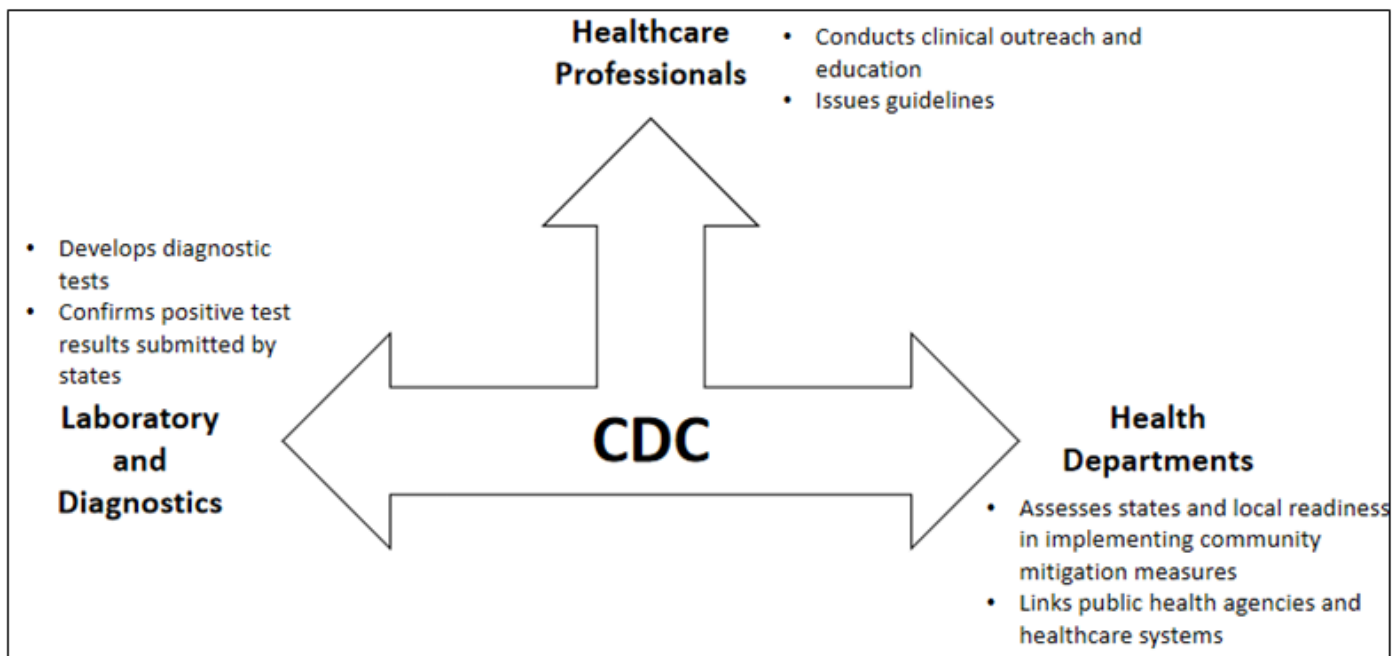 Healthcare
Professionals
• Conducts clinical outreach and
education
• Issues guidelines
• Develops diagnostic
tests
• Confirms positive test
results submitted by
states
Laboratory
and
Diagnostics
CDC
Health
Departments
• Assesses states and local readiness
in implementing community
mitigation measures
• Links public health agencies and
healthcare systems